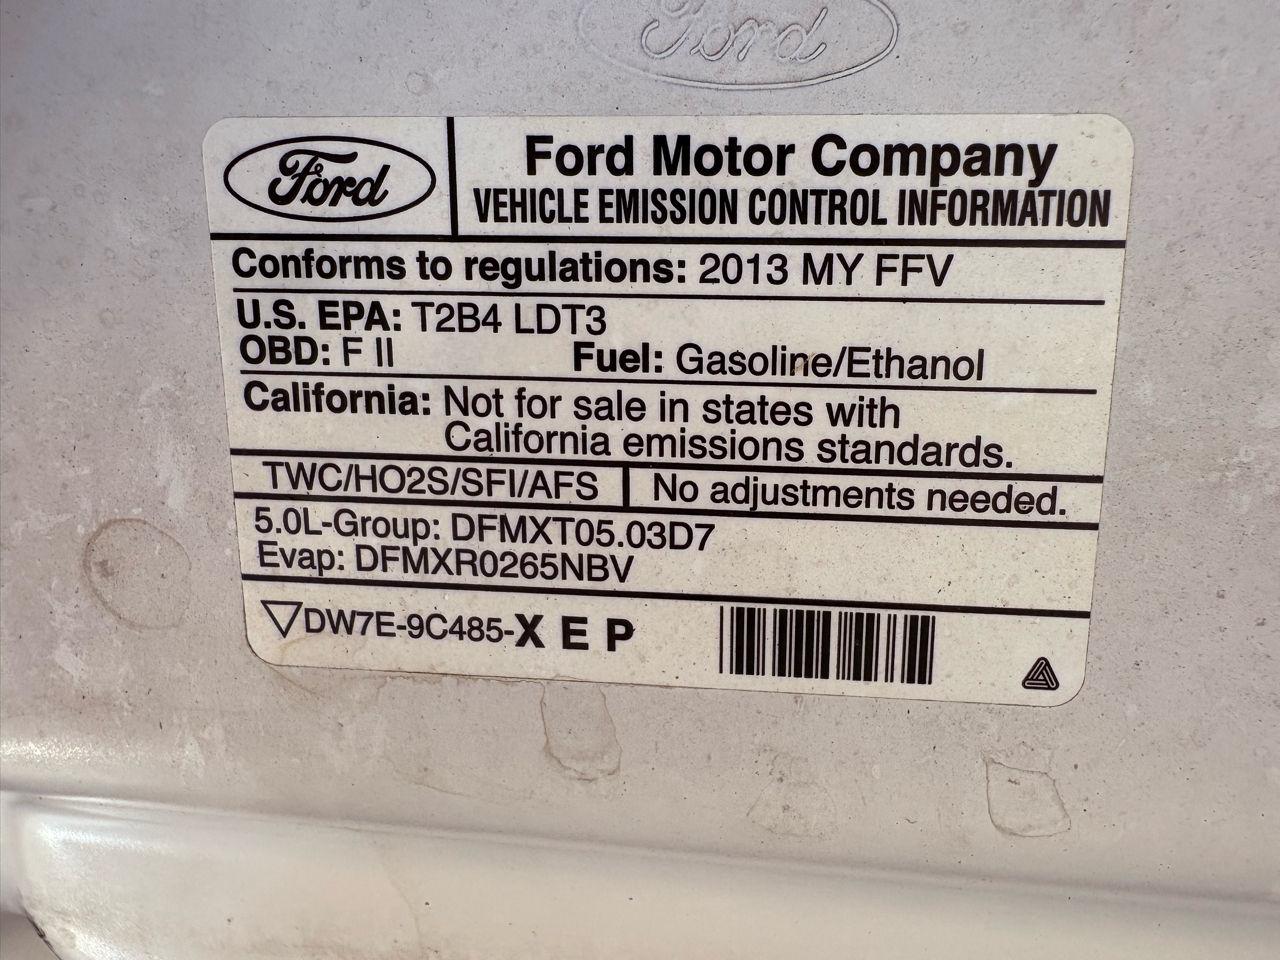 Ford
Ford
Ford Motor Company
VEHICLE EMISSION CONTROL INFORMATION
Conforms to regulations: 2013 MY FFV
U.S. EPA: T2B4 LDT3
OBD: F II Fuel: Gasoline/Ethanol
California: Not for sale in states with
California emissions standards.
TWC/HO2S/SFI/AFS No adjustments needed.
5.0L-Group: DFMXT05.03D7
Evap: DFMXR0265NBV
DW7E-9C485-X E P